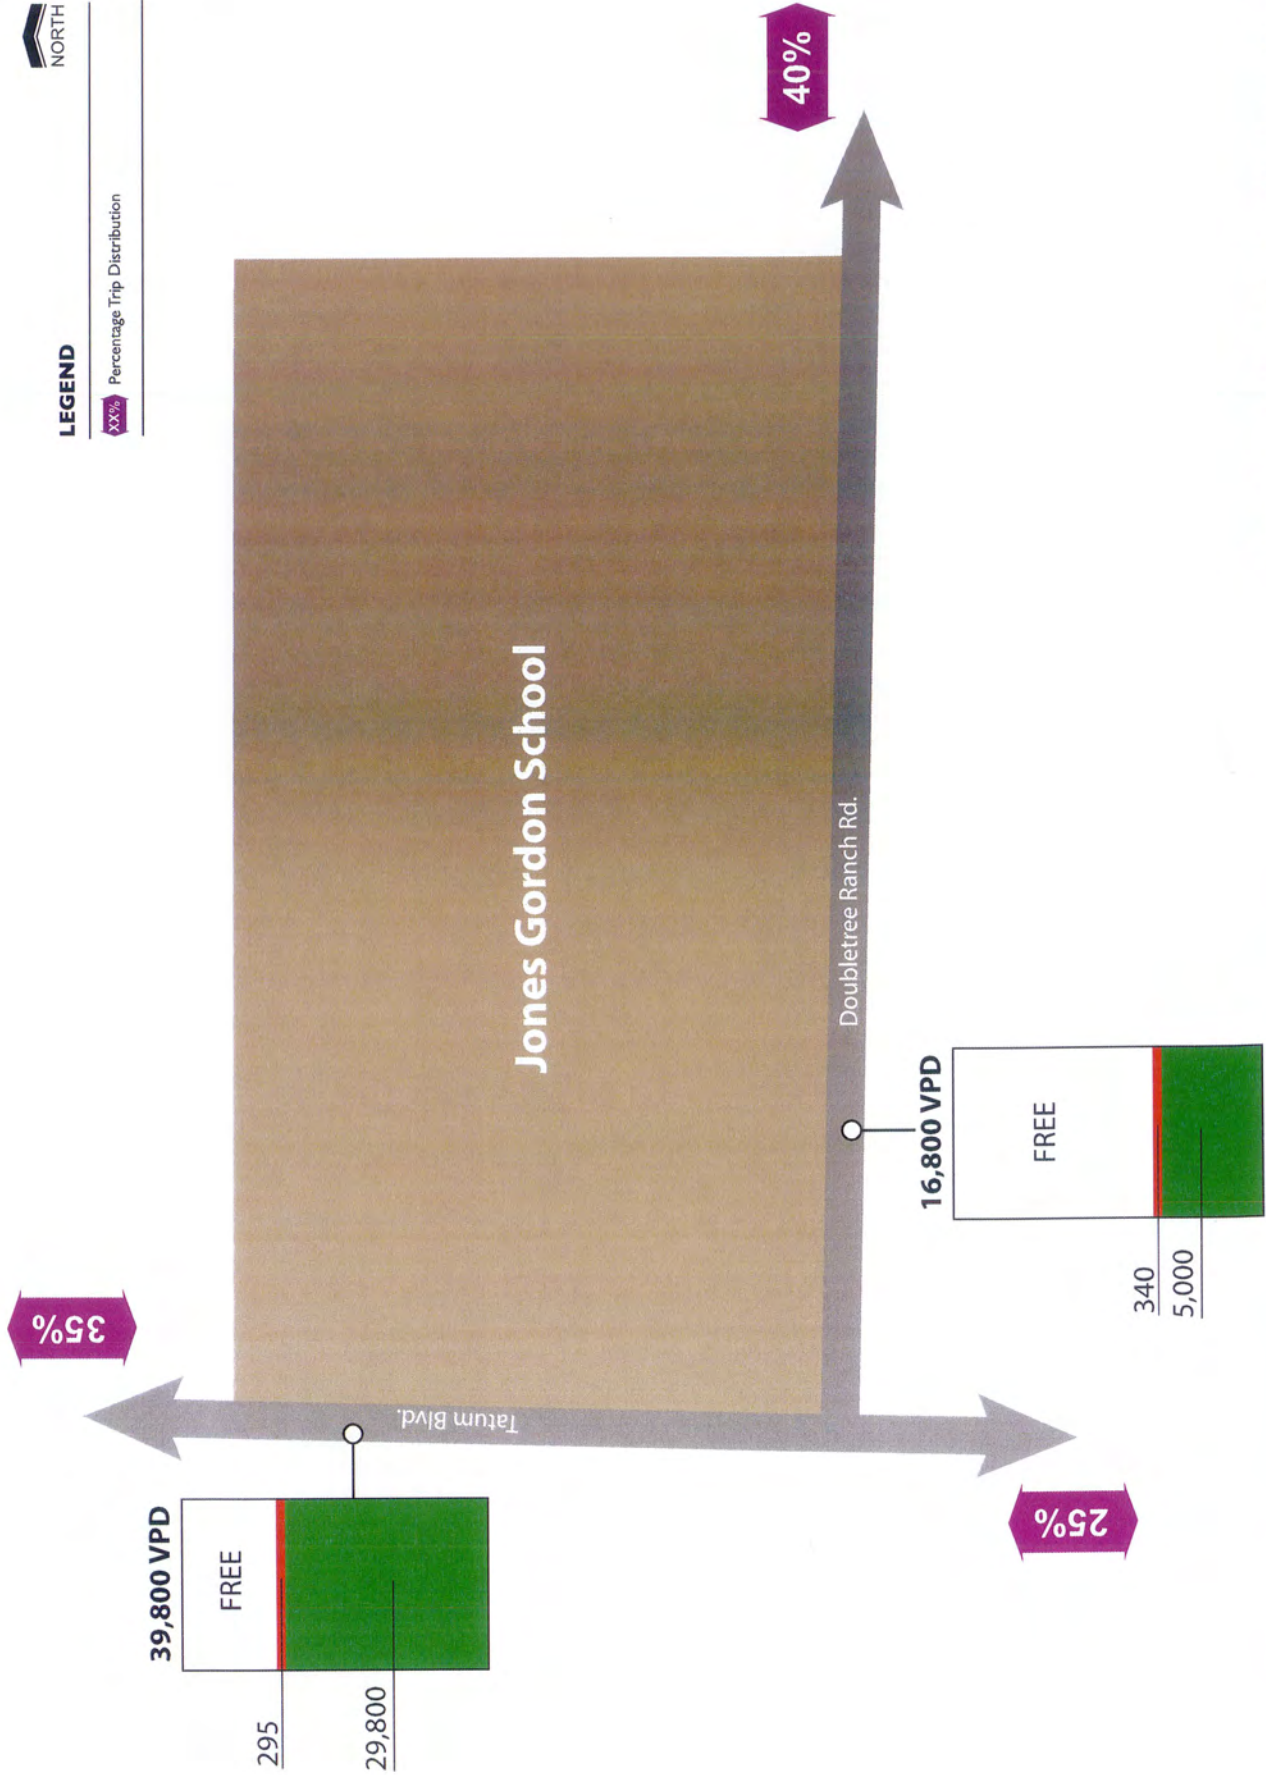 NORTH
LEGEND
XX% Percentage Trip Distribution
40%
Jones Gordon School
Doubletree Ranch Rd.
16,800 VPD
FREE
340
5,000
35%
Tatum Blvd.
39,800 VPD
FREE
295
29,800
25%